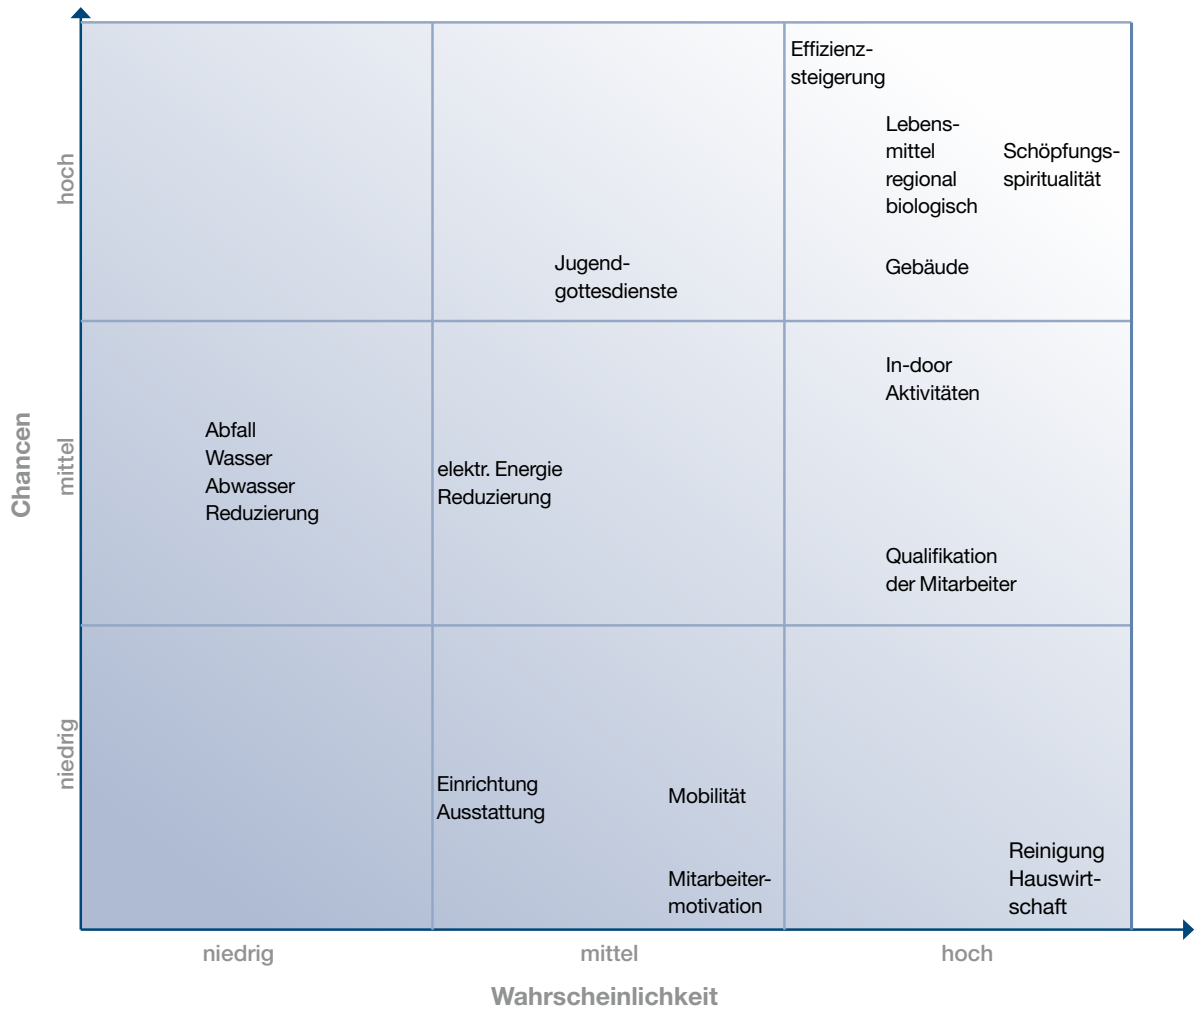 Effizienz-
steigerung
Lebens-
mittel
regional
biologisch
Schöpfungs-
spiritualität
hoch
Jugend-
gottesdienste
Gebäude
In-door
Aktivitäten
Chancen
mittel
Abfall
Wasser
Abwasser
Reduzierung
elektr. Energie
Reduzierung
Qualifikation
der Mitarbeiter
niedrig
Einrichtung
Ausstattung
Mobilität
Mitarbeiter-
motivation
Reinigung
Hauswirt-
schaft
niedrig
mittel
hoch
Wahrscheinlichkeit